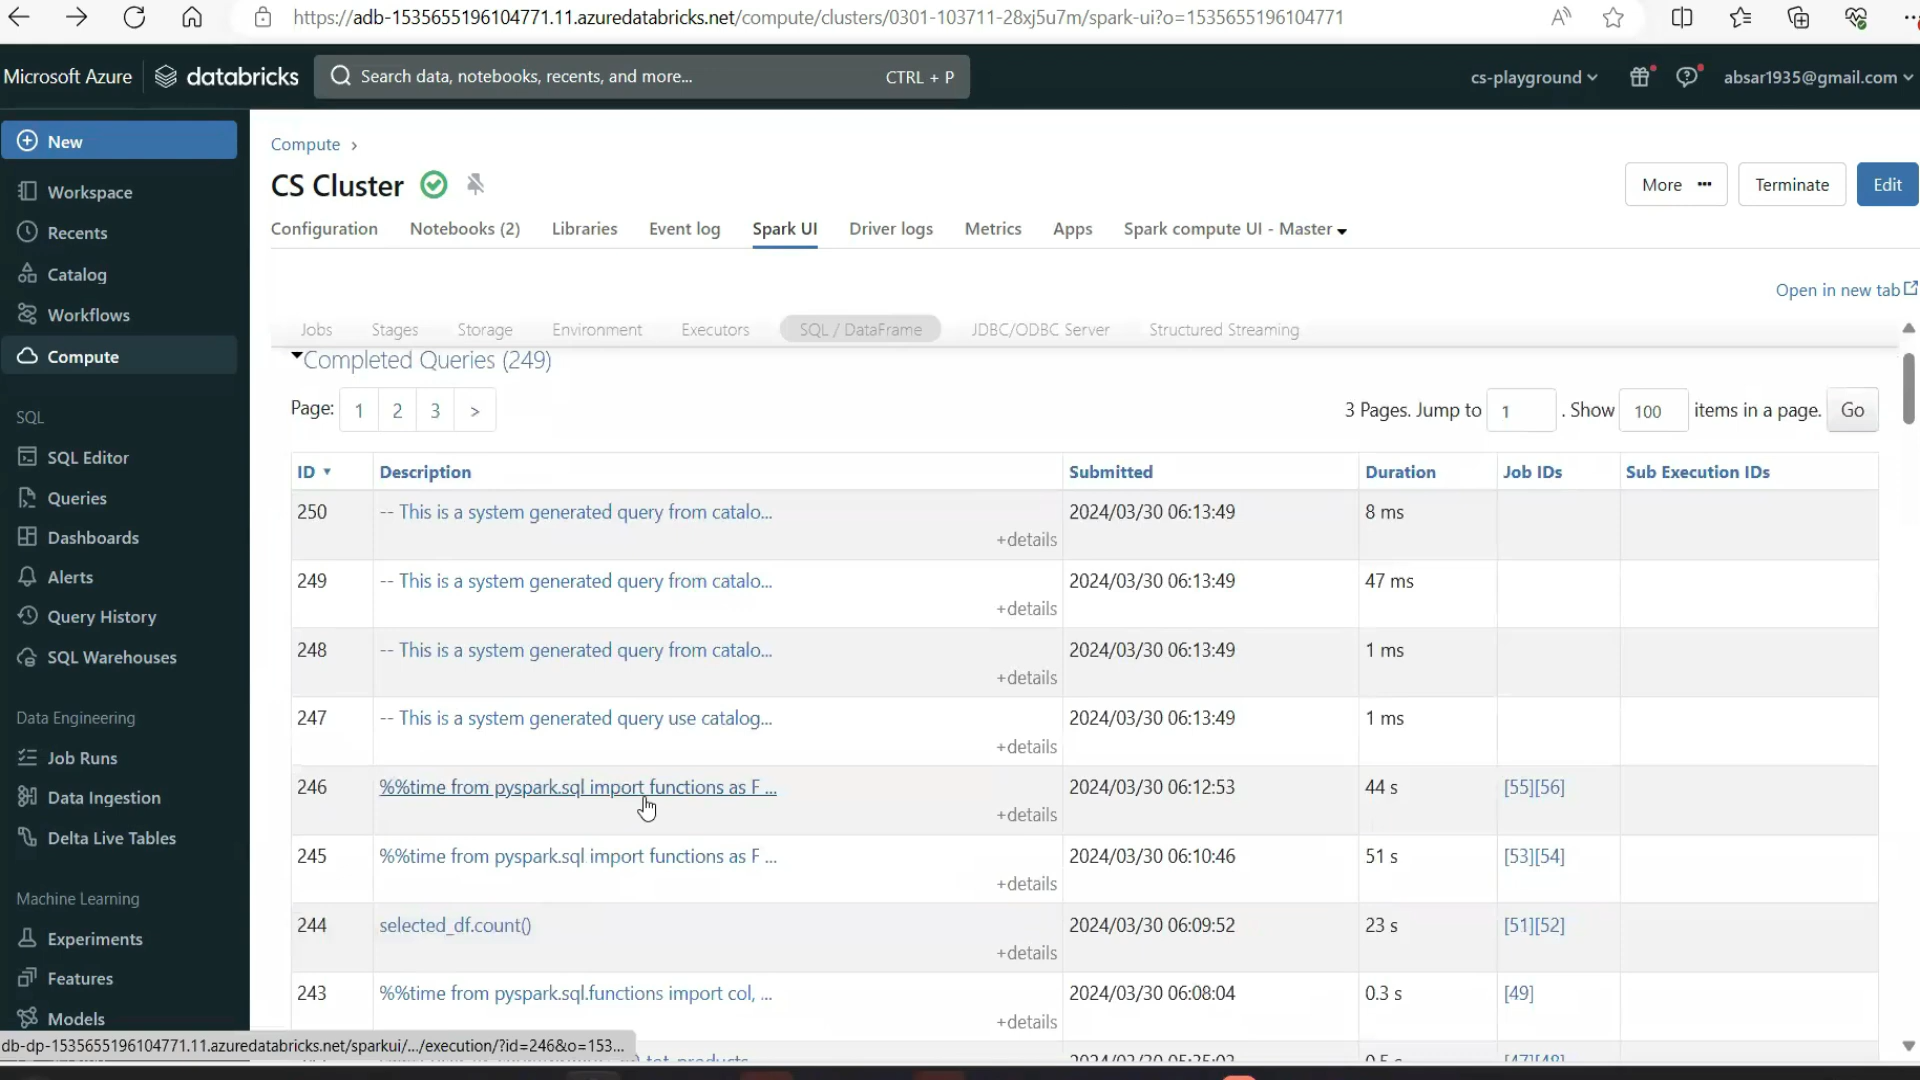 https://adb-1535655196104771.11.azuredatabricks.net/compute/clusters/0301-103711-28xj5u7m/spark-ui?o=1535655196104771
Microsoft Azure databricks Search data, notebooks, recents, and more... CTRL + P cs-playground absar1935@gmail.com
New
Workspace
Recents
Catalog
Workflows
Compute
SQL
SQL Editor
Queries
Dashboards
Alerts
Query History
SQL Warehouses
Data Engineering
Job Runs
Data Ingestion
Delta Live Tables
Machine Learning
Experiments
Features
Models
Compute ›
CS Cluster
More ••• Terminate Edit
Configuration Notebooks (2) Libraries Event log Spark UI Driver logs Metrics Apps Spark compute UI - Master
Open in new tab
Jobs Stages Storage Environment Executors SQL / DataFrame JDBC/ODBC Server Structured Streaming
Completed Queries (249)
Page: 1 2 3 > 3 Pages. Jump to 1 . Show 100 items in a page. Go
ID Description Submitted Duration Job IDs Sub Execution IDs
250 -- This is a system generated query from catalo... 2024/03/30 06:13:49 8 ms
+details
249 -- This is a system generated query from catalo... 2024/03/30 06:13:49 47 ms
+details
248 -- This is a system generated query from catalo... 2024/03/30 06:13:49 1 ms
+details
247 -- This is a system generated query use catalog... 2024/03/30 06:13:49 1 ms
+details
246 %%time from pyspark.sql import functions as F ... 2024/03/30 06:12:53 44 s [55][56]
+details
245 %%time from pyspark.sql import functions as F ... 2024/03/30 06:10:46 51 s [53][54]
+details
244 selected_df.count() 2024/03/30 06:09:52 23 s [51][52]
+details
243 %%time from pyspark.sql.functions import col, ... 2024/03/30 06:08:04 0.3 s [49]
+details
db-dp-1535655196104771.11.azuredatabricks.net/sparkui/.../execution/?id=246&o=153...